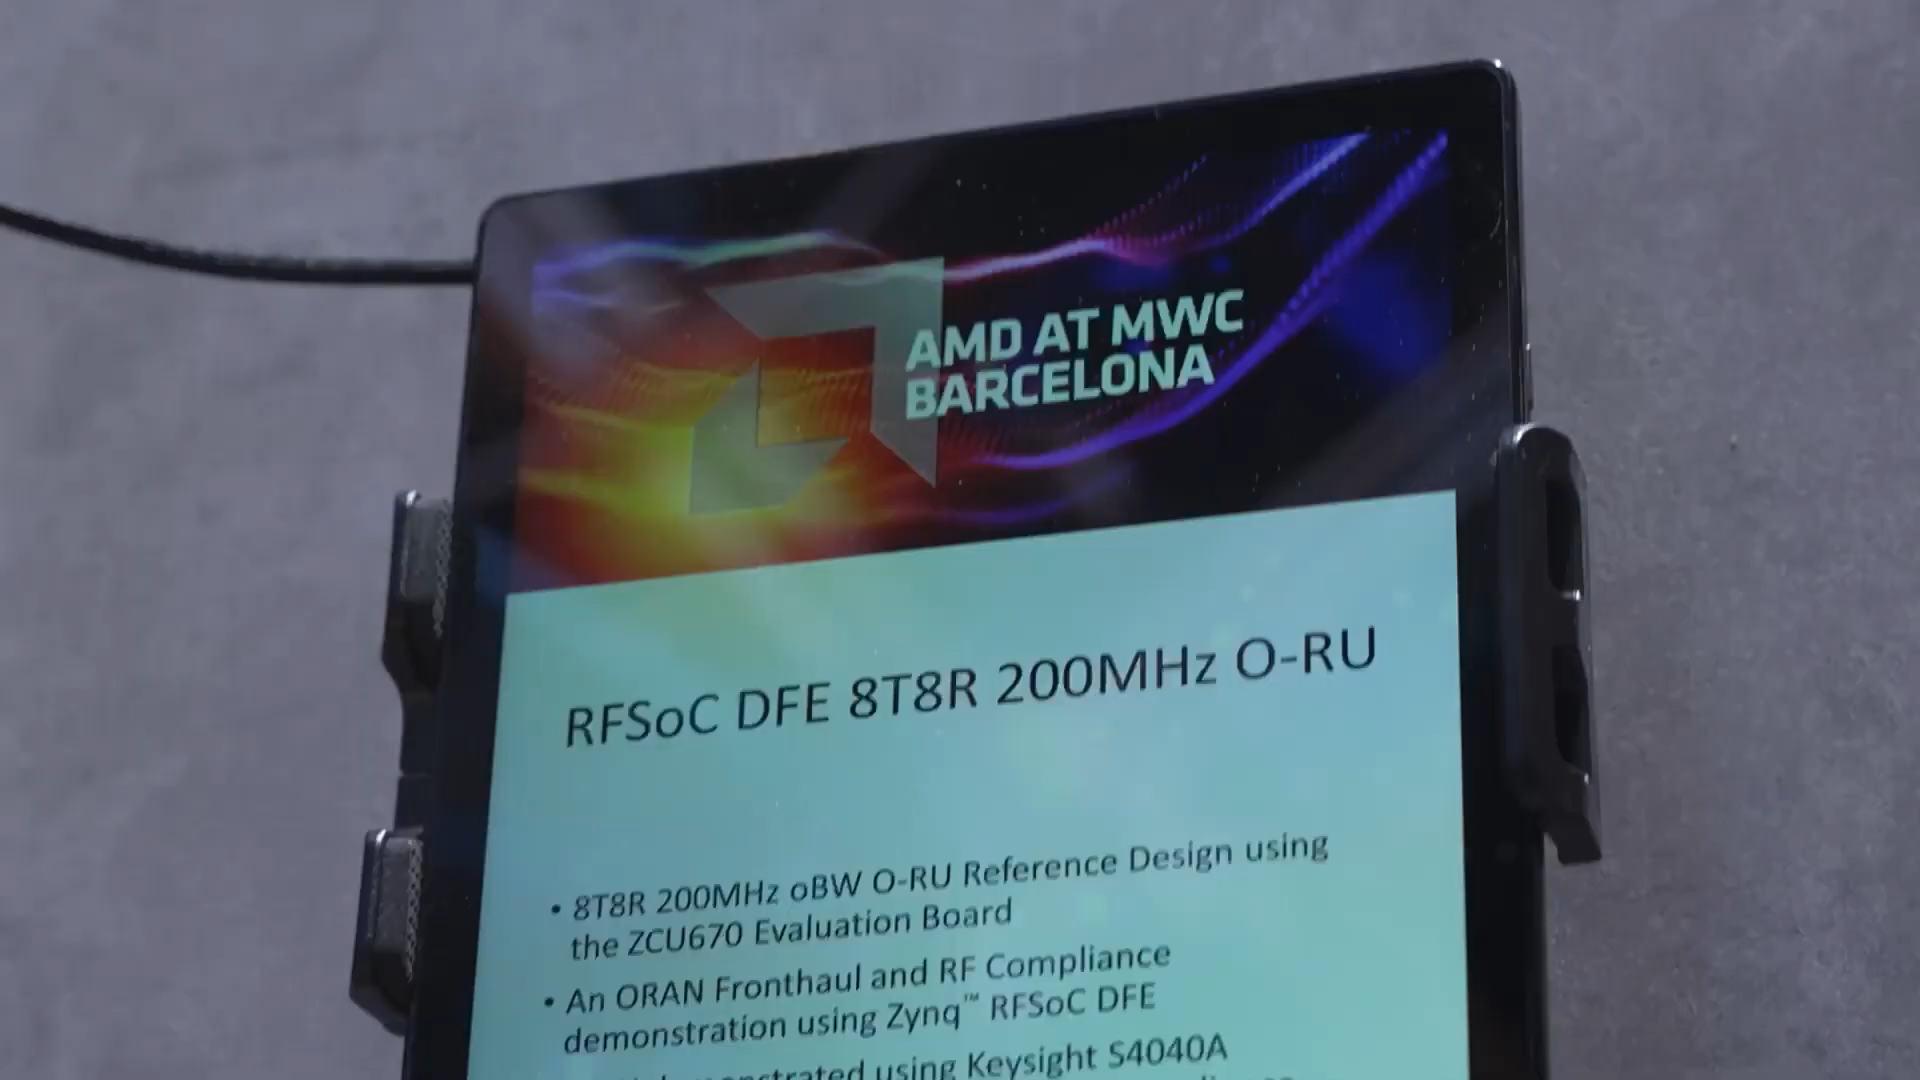 AMD AT MWC
BARCELONA
RFSoC DFE 8T8R 200MHz O-RU
• 8T8R 200MHz oBW O-RU Reference Design using
the ZCU670 Evaluation Board
• An ORAN Fronthaul and RF Compliance
demonstration using Zynq™ RFSoC DFE
using Keysight S4040A